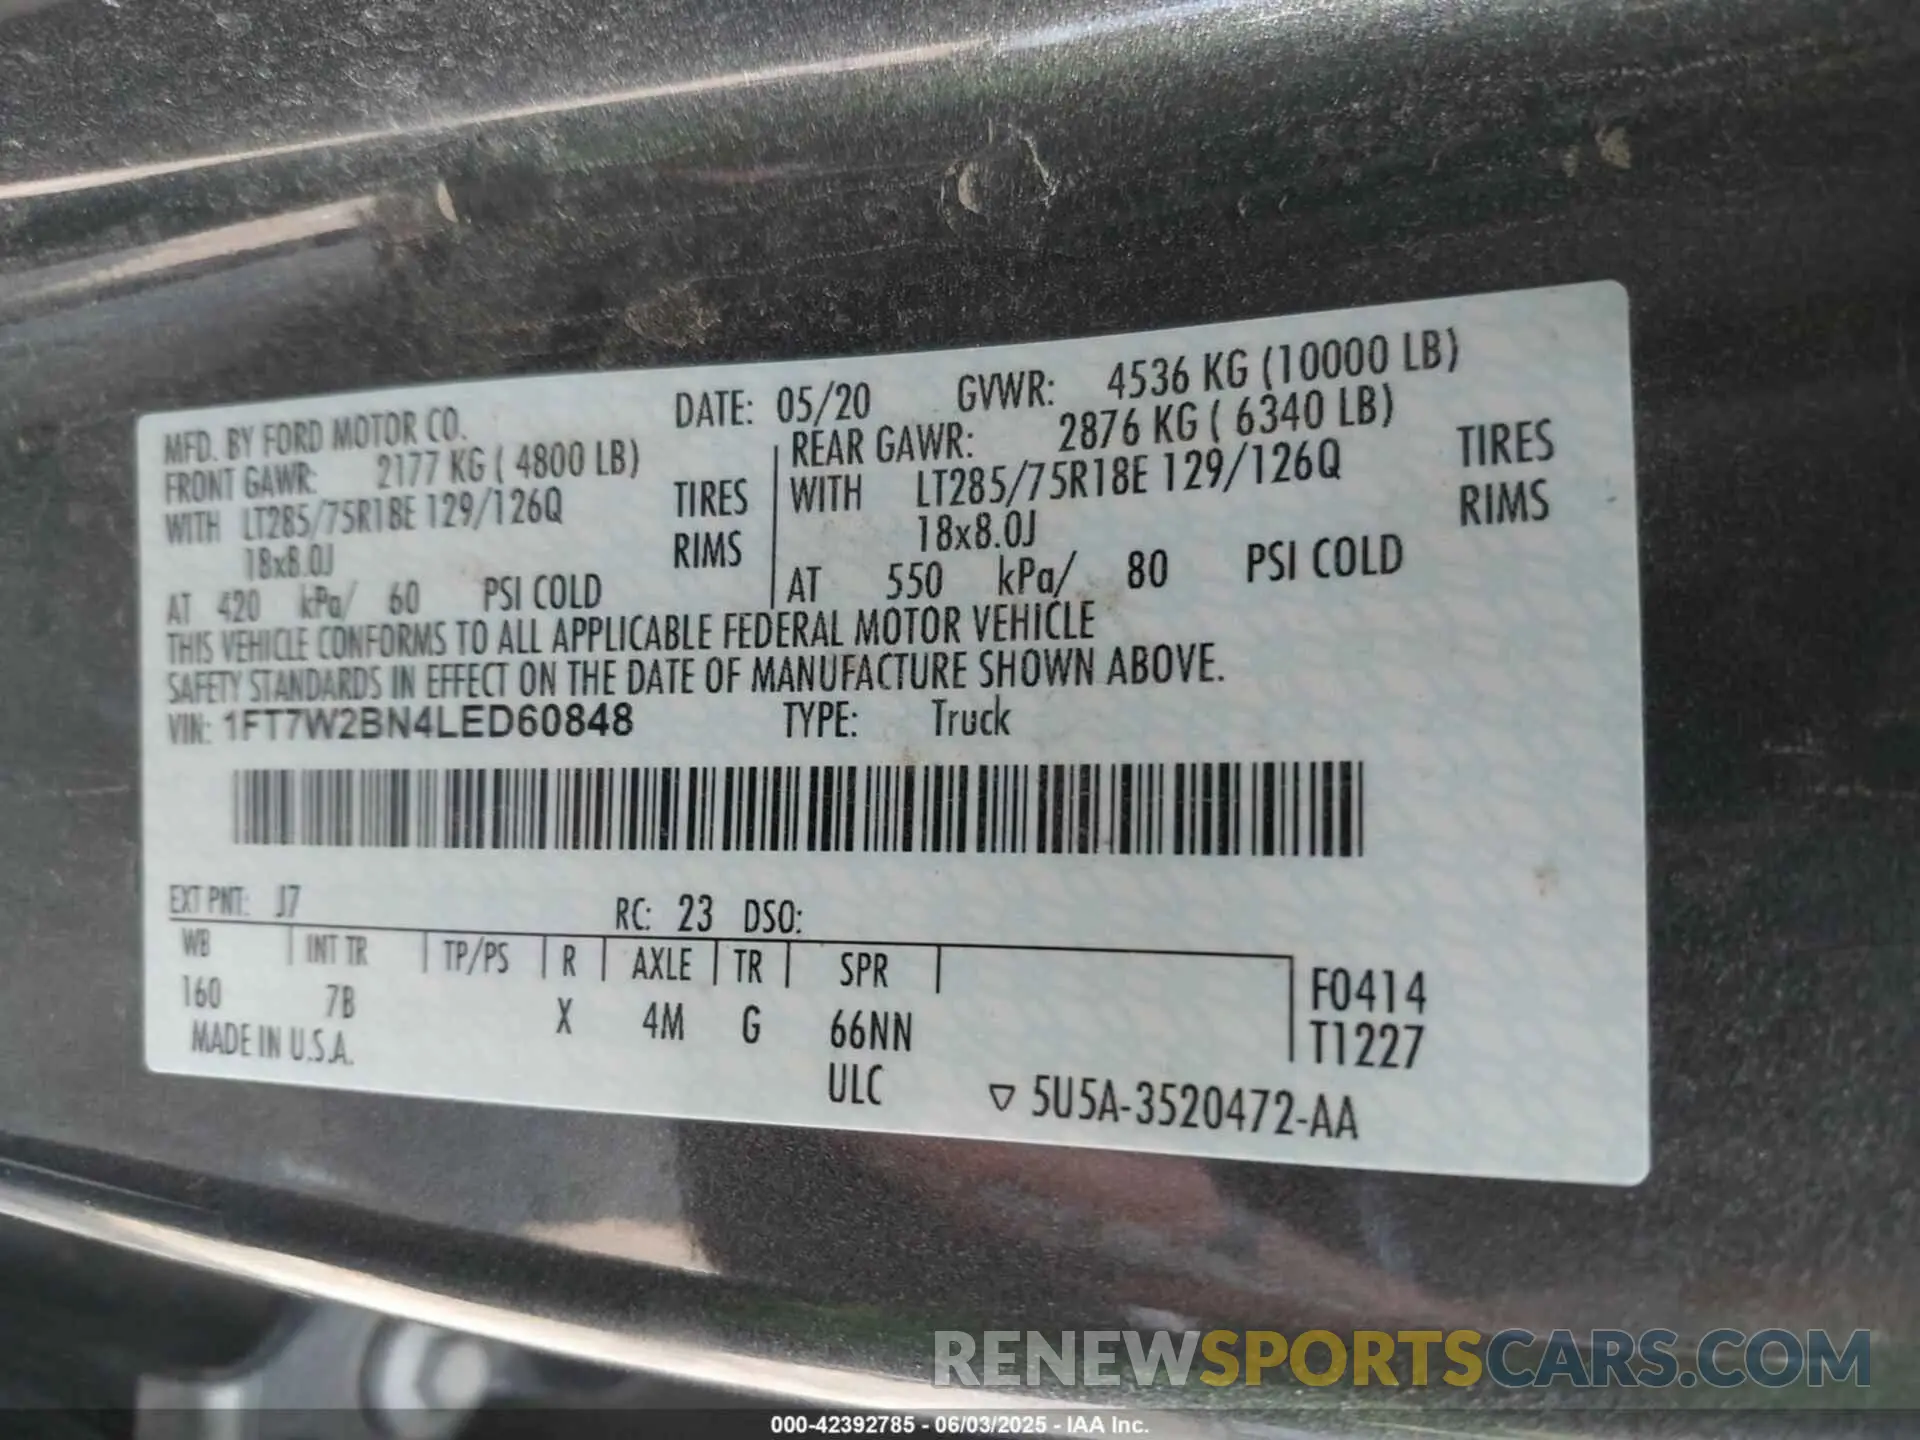 MFD. BY FORD MOTOR CO. DATE: 05/20 GVWR: 4536 KG (10000 LB)
FRONT GAWR: 2177 KG ( 4800 LB) REAR GAWR: 2876 KG ( 6340 LB)
WITH LT285/75R18E 129/126Q TIRES WITH LT285/75R18E 129/126Q TIRES
18x8.0J RIMS 18x8.0J RIMS
AT 420 kPa/ 60 PSI COLD AT 550 kPa/ 80 PSI COLD
THIS VEHICLE CONFORMS TO ALL APPLICABLE FEDERAL MOTOR VEHICLE
SAFETY STANDARDS IN EFFECT ON THE DATE OF MANUFACTURE SHOWN ABOVE.
VIN: 1FT7W2BN4LED60848 TYPE: Truck
EXT PNT: J7 RC: 23 DSO:
WB INT TR TP/PS R AXLE TR SPR F0414
160 7B X 4M G 66NN T1227
MADE IN U.S.A. ULC 5U5A-3520472-AA
RENEWSPORTSCARS.COM
000-42392785 - 06/03/2025 - IAA Inc.